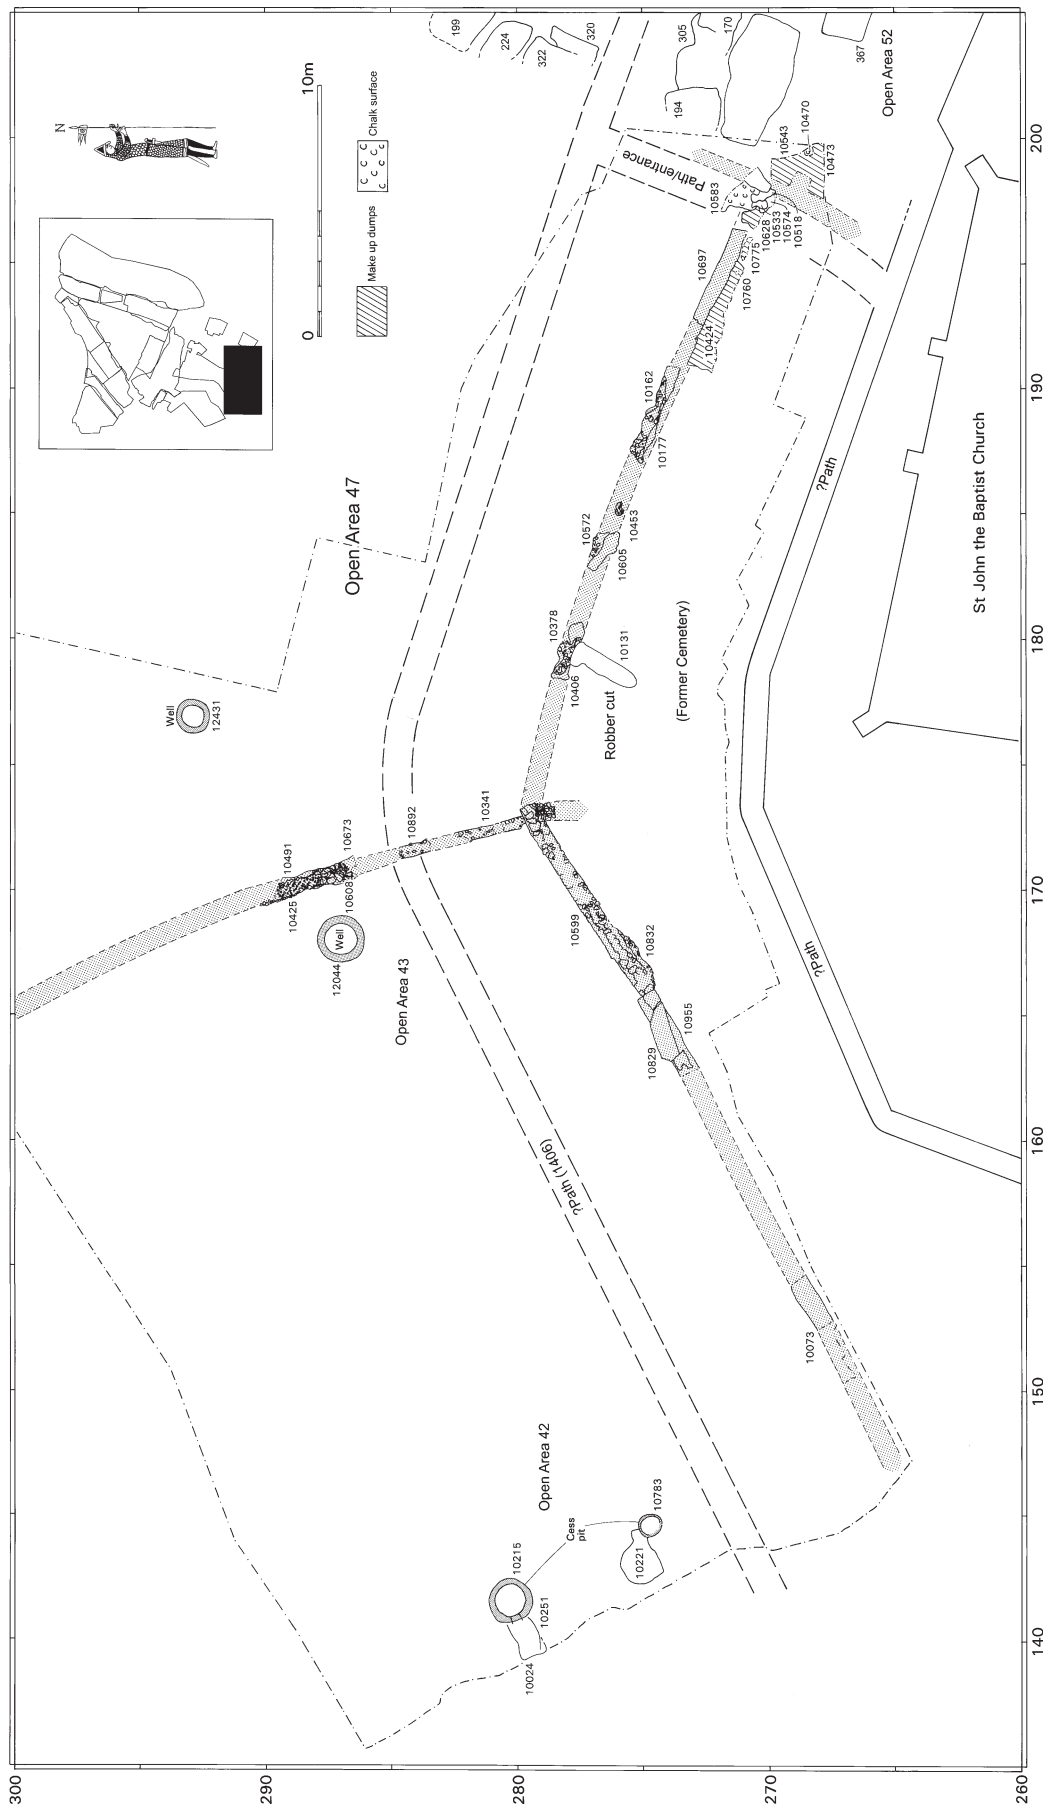 N
0
10m
Make up dumps
Chalk surface
c c c c c c c c
Open Area 47
Well
12431
10491
10673
10425
10608
Well
12044
Open Area 43
10892
10341
?Path (1406)
Open Area 42
Cess
pit
10215
10251
10024
10783
10221
199
224
322
320
305
170
194
367
Open Area 52
Path/entrance
10583
10543
10470
10473
10518
10574
10533
10628
10775
10760
10697
10424
10162
10177
10453
10572
10605
10378
10406
10131
Robber cut
(Former Cemetery)
10599
10832
10955
10829
10073
?Path
?Path
St John the Baptist Church
300
290
280
270
260
140
150
160
170
180
190
200